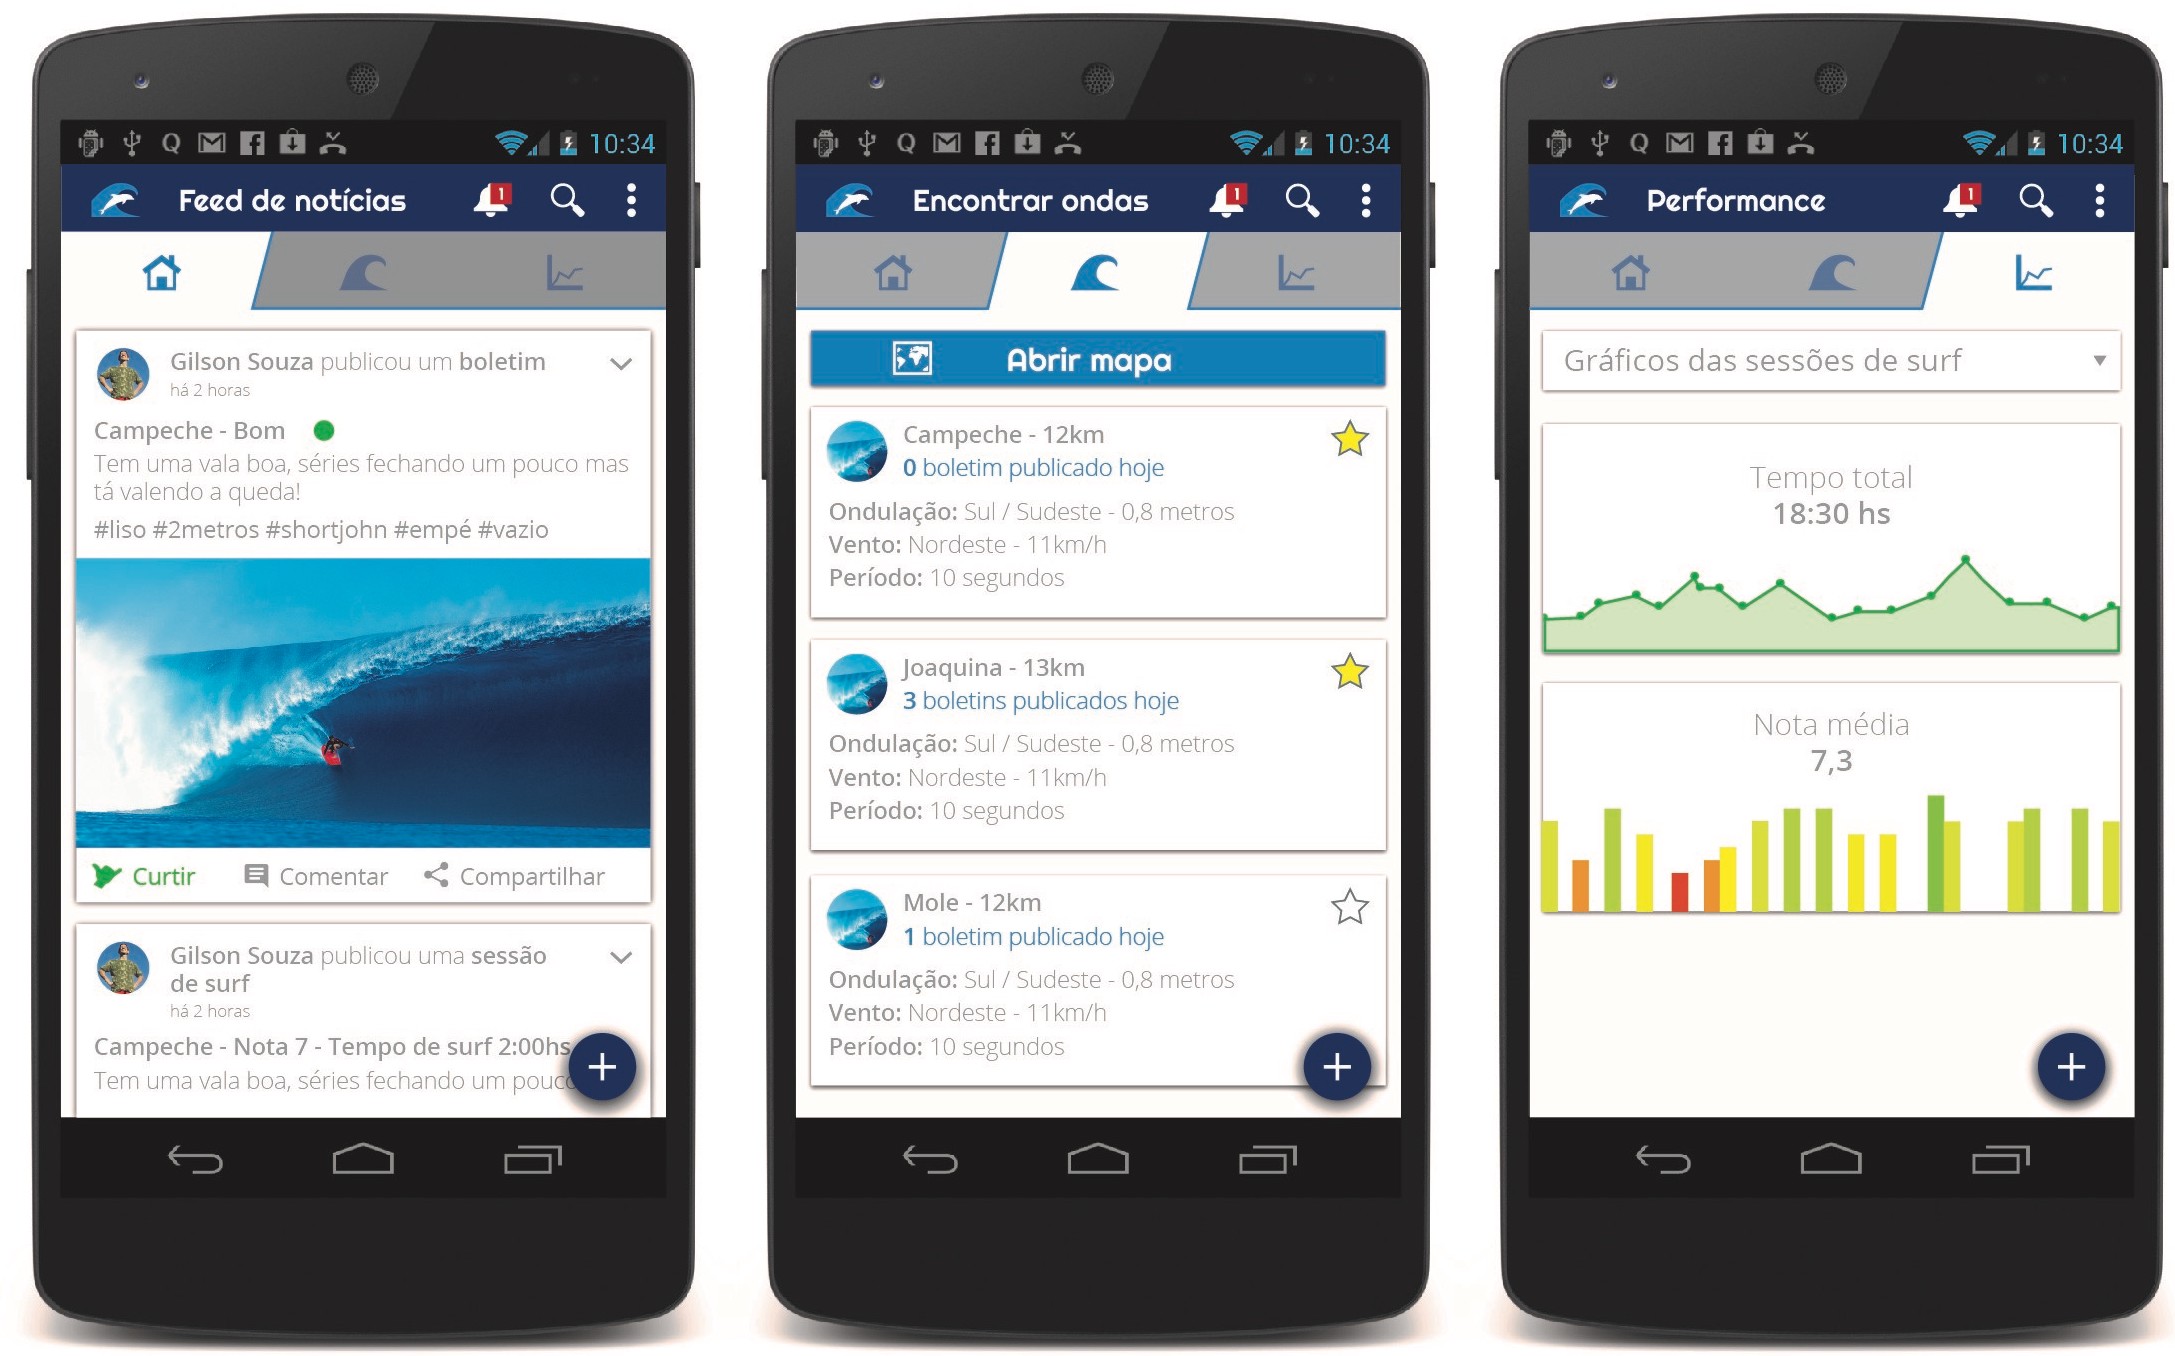 10:34
Feed de notícias
1
Gilson Souza publicou um boletim
há 2 horas
Campeche - Bom
Tem uma vala boa, séries fechando um pouco mas
tá valendo a queda!
#liso #2metros #shortjohn #empé #vazio
Curtir
Comentar
Compartilhar
Gilson Souza publicou uma sessão
de surf
há 2 horas
Campeche - Nota 7 - Tempo de surf 2:00hs
Tem uma vala boa, séries fechando um pouco
+
10:34
Encontrar ondas
1
Abrir mapa
Campeche - 12km
0 boletim publicado hoje
Ondulação: Sul / Sudeste - 0,8 metros
Vento: Nordeste - 11km/h
Período: 10 segundos
Joaquina - 13km
3 boletins publicados hoje
Ondulação: Sul / Sudeste - 0,8 metros
Vento: Nordeste - 11km/h
Período: 10 segundos
Mole - 12km
1 boletim publicado hoje
Ondulação: Sul / Sudeste - 0,8 metros
Vento: Nordeste - 11km/h
Período: 10 segundos
+
10:34
Performance
1
Gráficos das sessões de surf
Tempo total
18:30 hs
Nota média
7,3
+